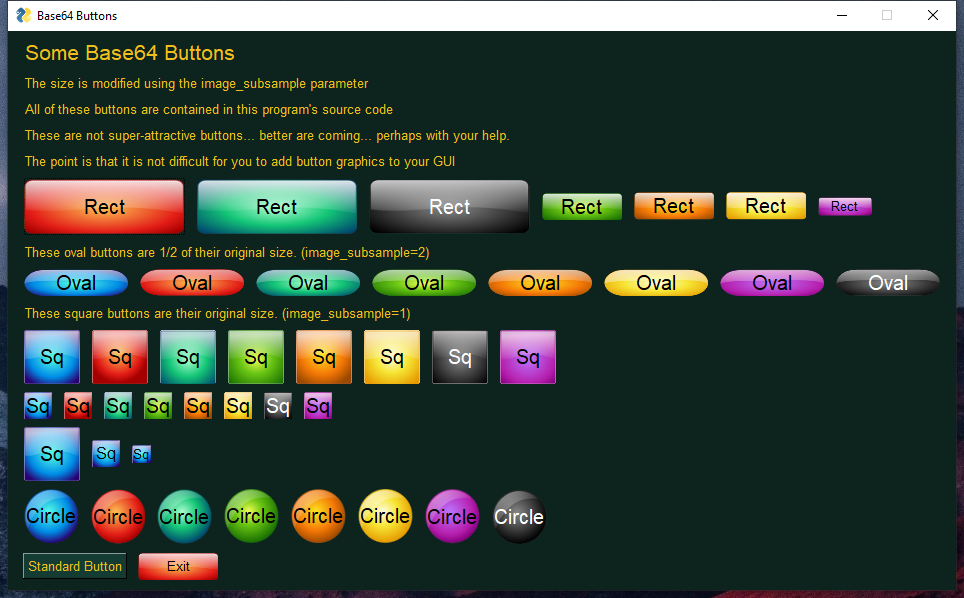 Base64 Buttons
Some Base64 Buttons
The size is modified using the image_subsample parameter
All of these buttons are contained in this program's source code
These are not super-attractive buttons... better are coming... perhaps with your help.
The point is that it is not difficult for you to add button graphics to your GUI
Rect Rect Rect Rect Rect Rect Rect
These oval buttons are 1/2 of their original size. (image_subsample=2)
Oval Oval Oval Oval Oval Oval Oval Oval
These square buttons are their original size. (image_subsample=1)
Sq Sq Sq Sq Sq Sq Sq Sq
Sq Sq Sq Sq Sq Sq Sq Sq
Sq Sq Sq
Circle Circle Circle Circle Circle Circle Circle Circle
Standard Button Exit